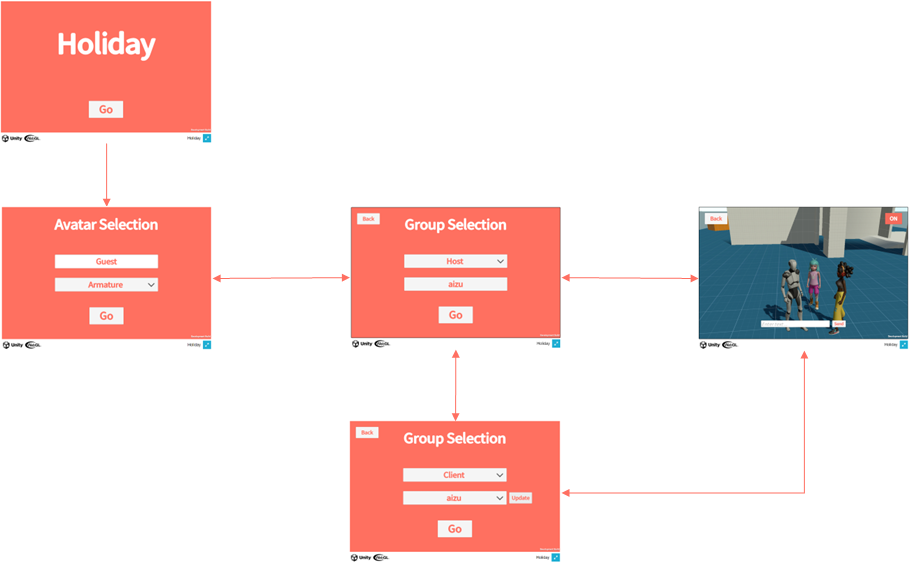 Holiday
Go
Unity WebGL
Holiday
Avatar Selection
Guest
Armature
Go
Unity WebGL
Holiday
Back
Group Selection
Host
aizu
Go
Unity WebGL
Holiday
Back
ON
Send
Unity WebGL
Holiday
Back
Group Selection
Client
aizu
Update
Go
Unity WebGL
Holiday